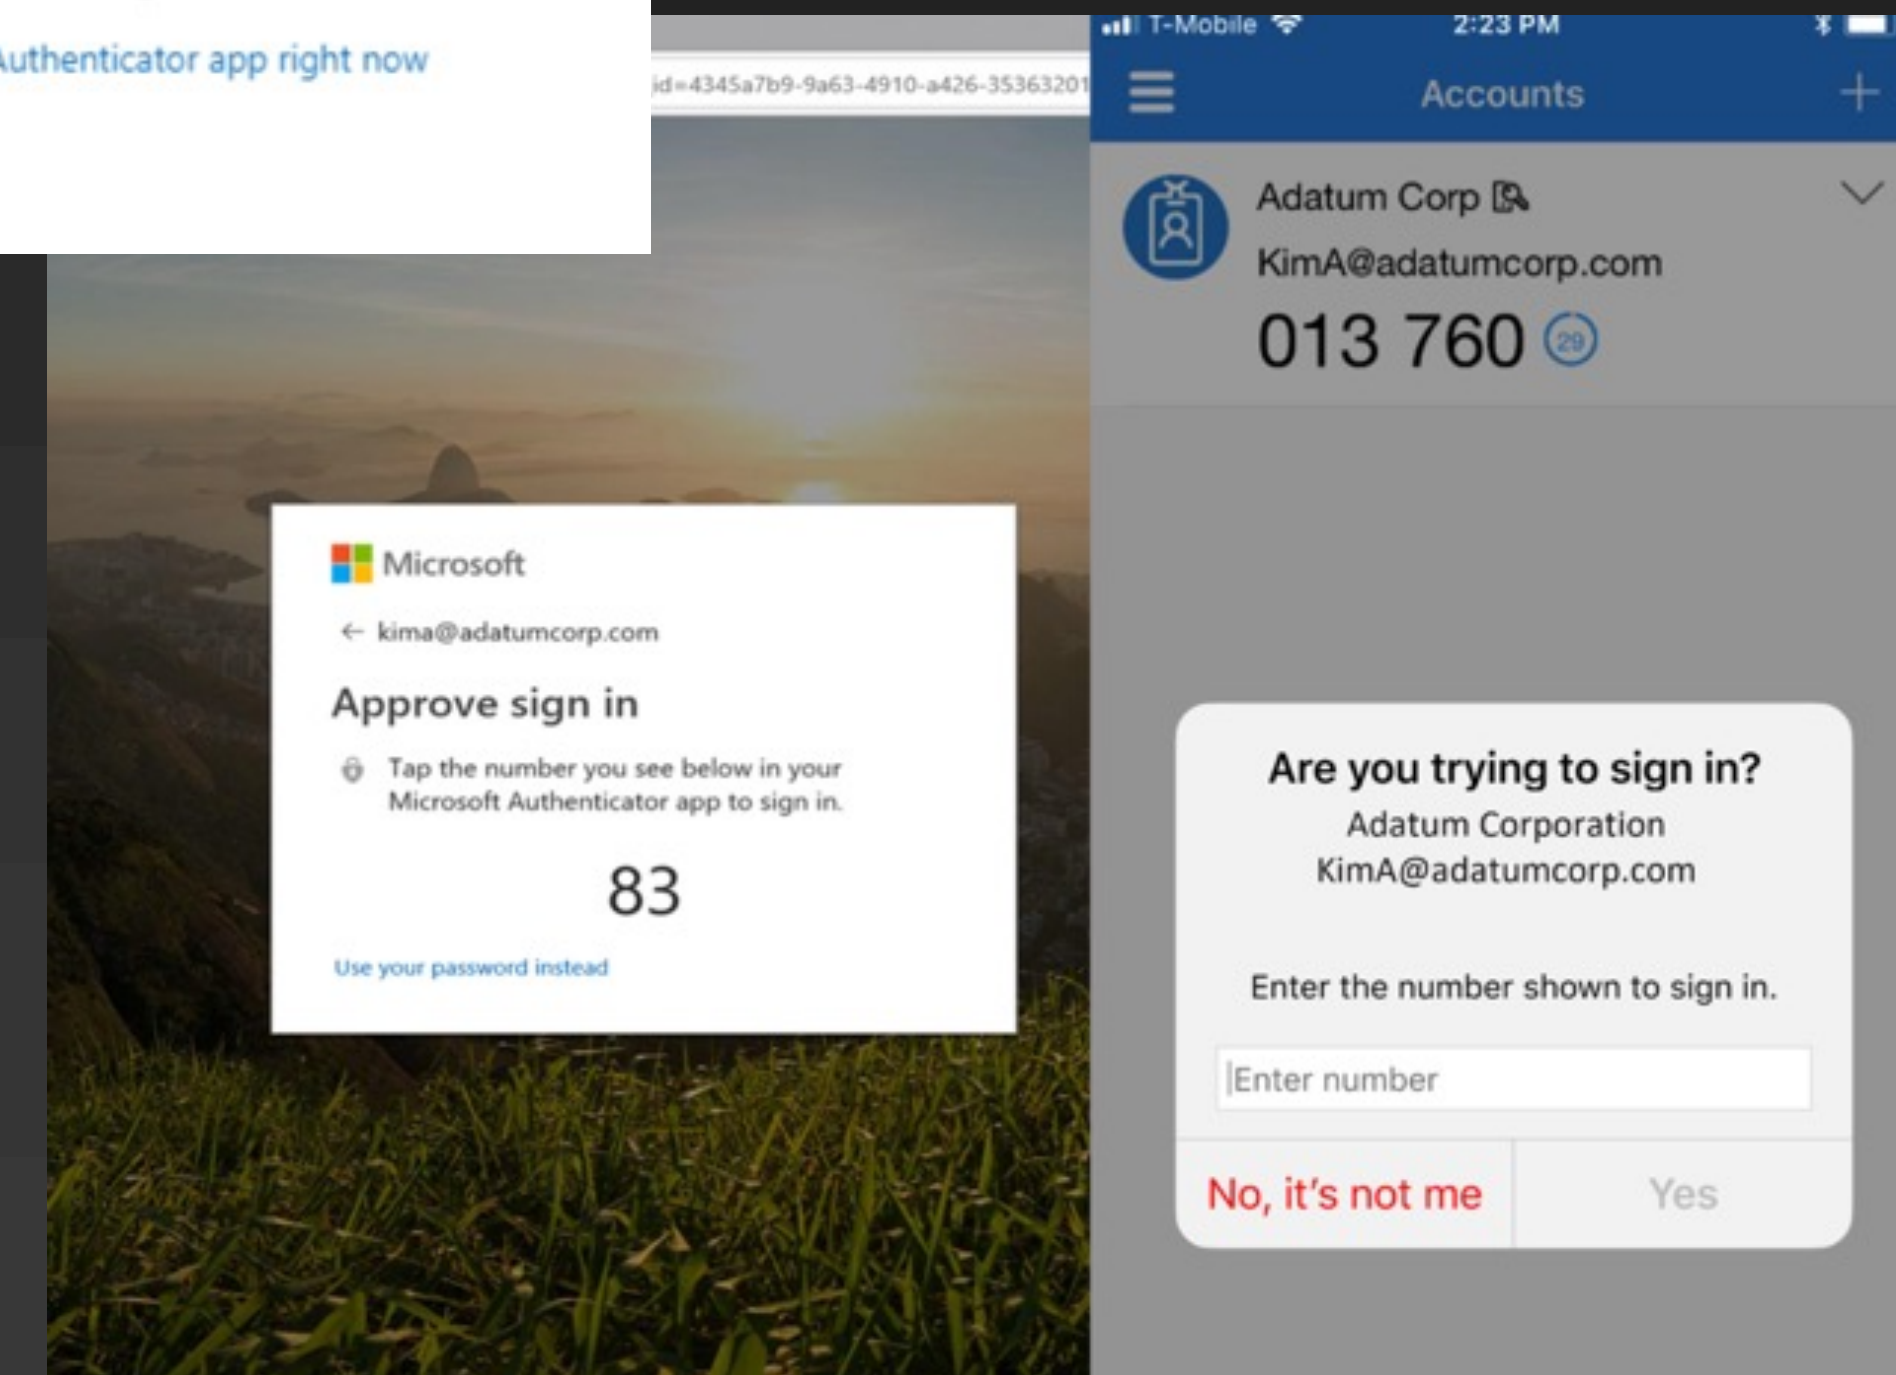 Authenticator app right now
id=4345a7b9-9a63-4910-a426-35363201
Microsoft
← kima@adatumcorp.com
Approve sign in
Tap the number you see below in your
Microsoft Authenticator app to sign in.
83
Use your password instead
T-Mobile 2:23 PM
Accounts
Adatum Corp
KimA@adatumcorp.com
013 760 29
Are you trying to sign in?
Adatum Corporation
KimA@adatumcorp.com
Enter the number shown to sign in.
Enter number
No, it's not me Yes